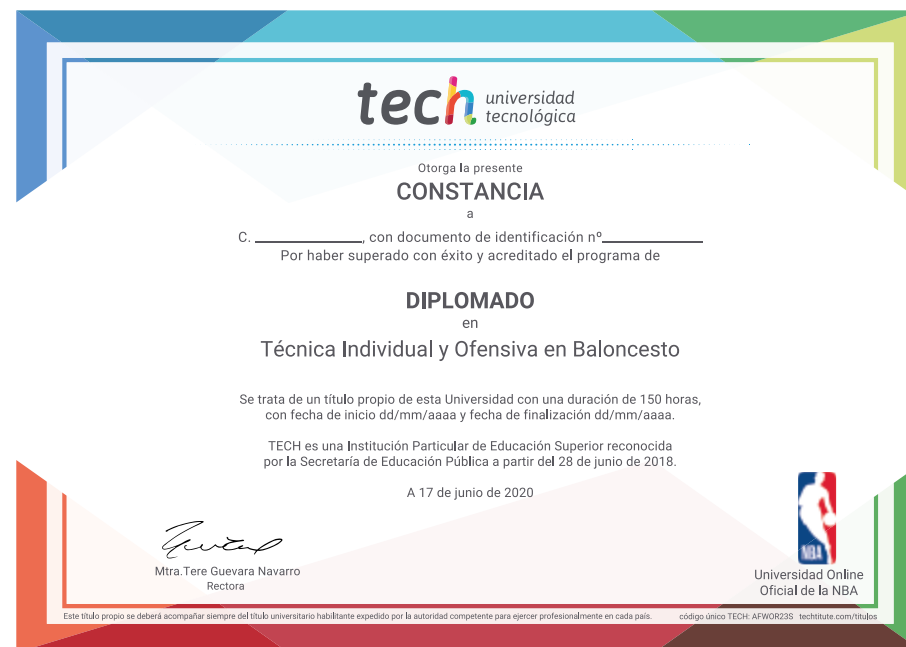 tech universidad
tecnológica
Otorga la presente
CONSTANCIA
a
C. ____________, con documento de identificación nº____________
Por haber superado con éxito y acreditado el programa de
DIPLOMADO
en
Técnica Individual y Ofensiva en Baloncesto
Se trata de un título propio de esta Universidad con una duración de 150 horas,
con fecha de inicio dd/mm/aaaa y fecha de finalización dd/mm/aaaa.
TECH es una Institución Particular de Educación Superior reconocida
por la Secretaría de Educación Pública a partir del 28 de junio de 2018.
A 17 de junio de 2020
Mtra.Tere Guevara Navarro
Rectora
NBA
Universidad Online
Oficial de la NBA
Este título propio se deberá acompañar siempre del título universitario habilitante expedido por la autoridad competente para ejercer profesionalmente en cada país. código único TECH: AFWOR23S techtitute.com/titulos